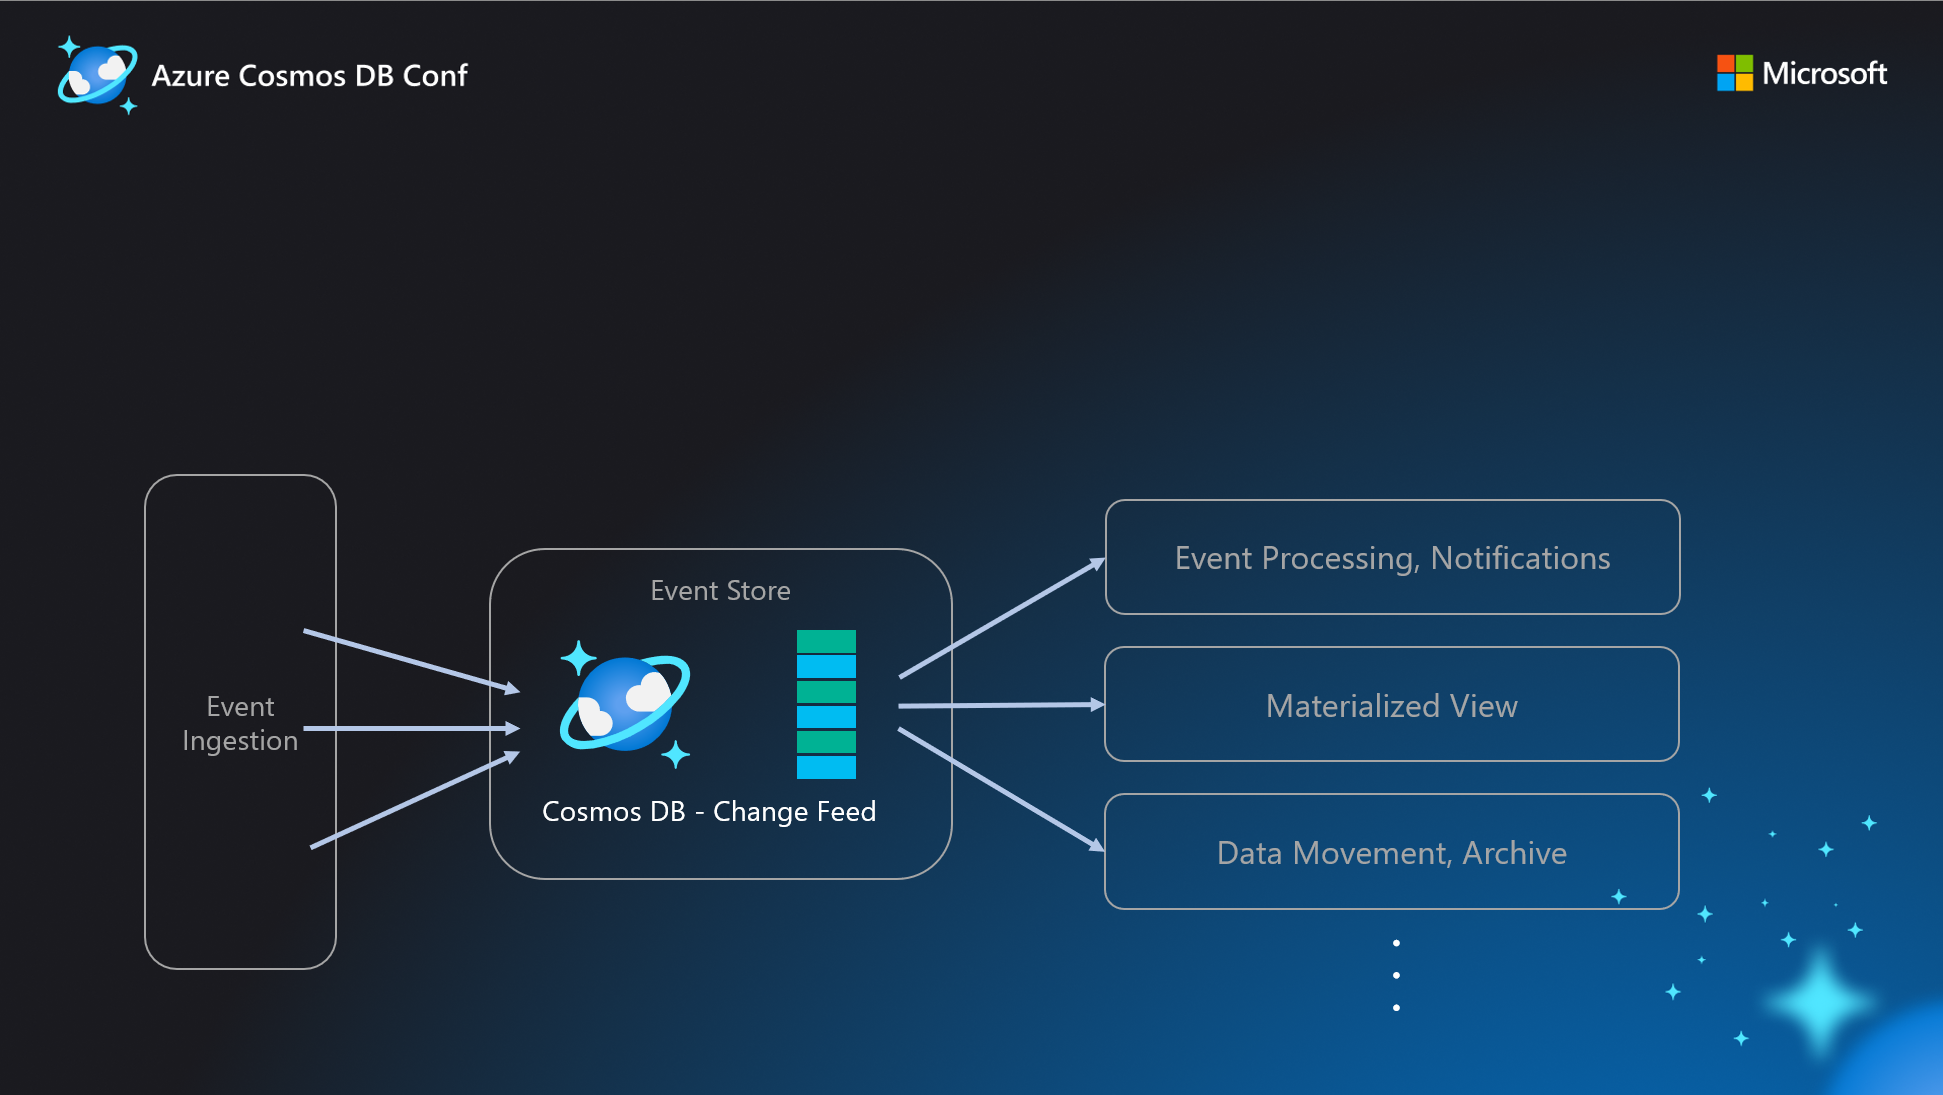 Azure Cosmos DB Conf
Microsoft
Event
Ingestion
Event Store
Cosmos DB - Change Feed
Event Processing, Notifications
Materialized View
Data Movement, Archive